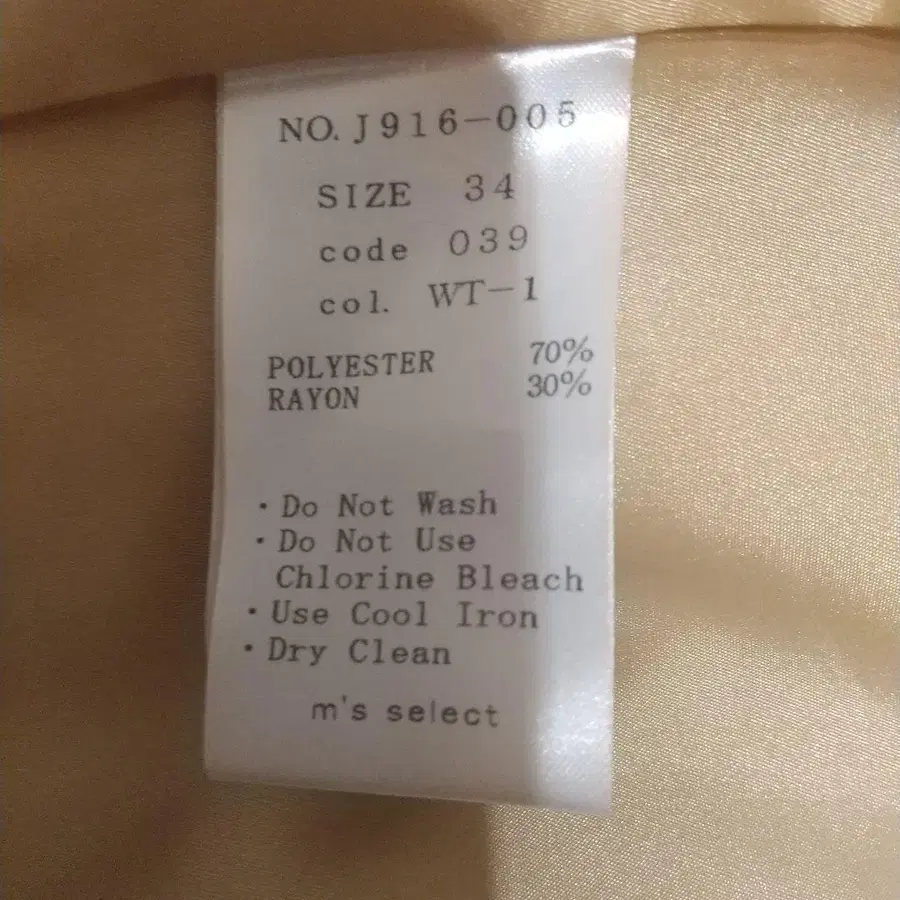 NO. J916-005
SIZE 34
code 039
col. WT-1
POLYESTER 70%
RAYON 30%
・Do Not Wash
・Do Not Use
Chlorine Bleach
・Use Cool Iron
・Dry Clean
m's select